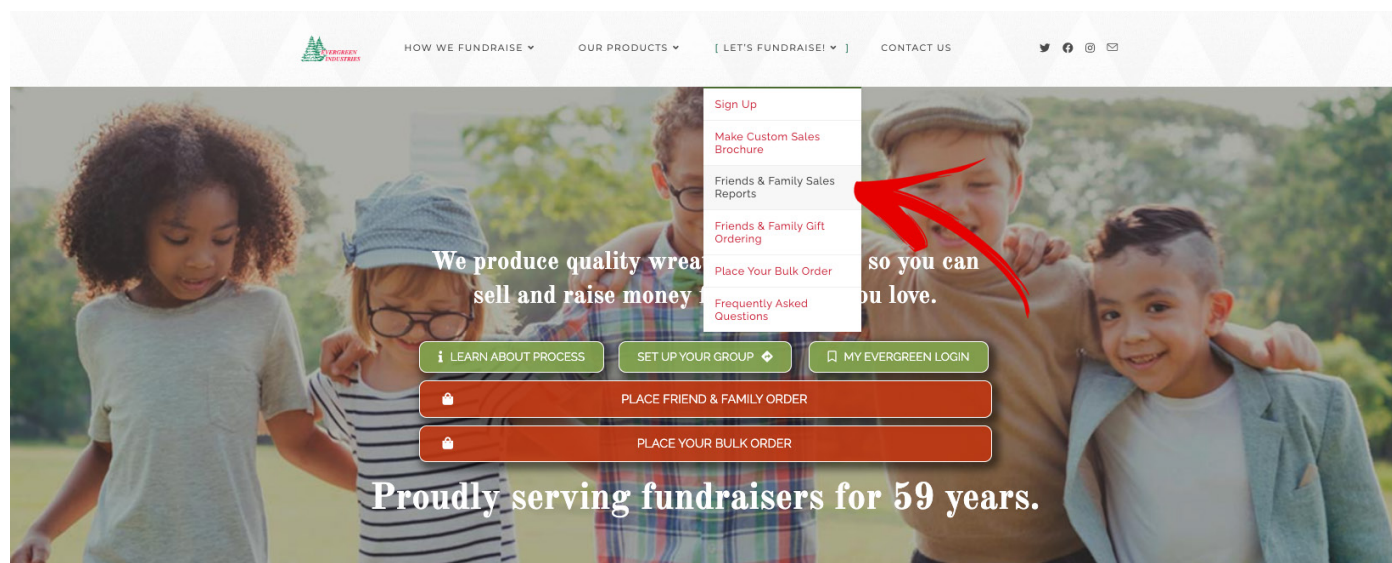 EVERGREEN
INDUSTRIES
HOW WE FUNDRAISE
OUR PRODUCTS
[ LET'S FUNDRAISE! ]
CONTACT US
Sign Up
Make Custom Sales
Brochure
Friends & Family Sales
Reports
Friends & Family Gift
Ordering
Place Your Bulk Order
Frequently Asked
Questions
We produce quality so you can
sell and raise money love.
LEARN ABOUT PROCESS
SET UP YOUR GROUP
MY EVERGREEN LOGIN
PLACE FRIEND & FAMILY ORDER
PLACE YOUR BULK ORDER
Proudly serving fundraisers for 59 years.